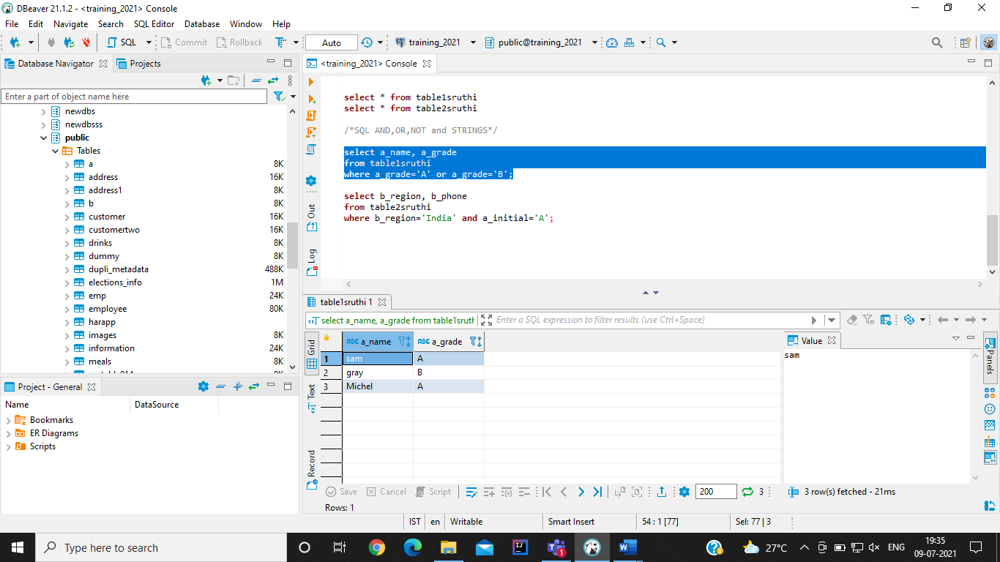 DBeaver 21.1.2 - <training_2021> Console
File Edit Navigate Search SQL Editor Database Window Help
SQL Commit Rollback Auto training_2021 public@training_2021
Database Navigator Projects
<training_2021> Console
Enter a part of object name here
newdbs
newdbsss
public
Tables
a 8K
address 16K
address1 8K
b 8K
customer 16K
customertwo 16K
drinks 8K
dummy 8K
dupli_metadata 488K
elections_info 1M
emp 24K
employee 80K
harapp
images 8K
information 24K
meals 8K
Project - General
Name DataSource
Bookmarks
ER Diagrams
Scripts
Out
Log
select * from table1sruthi
select * from table2sruthi
/*SQL AND,OR,NOT and STRINGS*/
select a_name, a_grade
from table1sruthi
where a_grade='A' or a_grade='B';
select b_region, b_phone
from table2sruthi
where b_region='India' and a_initial='A';
table1sruthi 1
select a_name, a_grade from table1sruth Enter a SQL expression to filter results (use Ctrl+Space)
Grid
Text
Record
ABC a_name ABC a_grade
1 sam A
2 gray B
3 Michel A
Value
sam
Panels
Save Cancel Script 200 3 3 row(s) fetched - 21ms
Rows: 1
IST en Writable Smart Insert 54 : 1 [77] Sel: 77 | 3
Type here to search
1
27°C ENG
19:35
09-07-2021